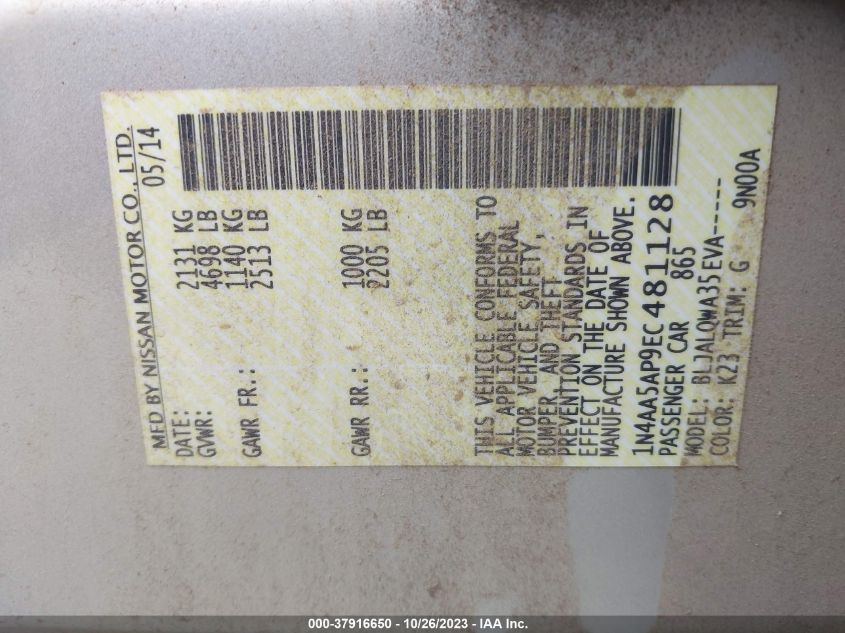 MFD BY NISSAN MOTOR CO., LTD.
DATE: 05/14
GVWR: 2131 KG
4698 LB
GAWR FR.: 1140 KG
2513 LB
GAWR RR.: 1000 KG
2205 LB
THIS VEHICLE CONFORMS TO
ALL APPLICABLE FEDERAL
MOTOR VEHICLE SAFETY,
BUMPER, AND THEFT
PREVENTION STANDARDS IN
EFFECT ON THE DATE OF
MANUFACTURE SHOWN ABOVE.
1N4AA5AP9EC481128
PASSENGER CAR 865
MODEL: BLJALQWA35EVA-----
COLOR: K23 TRIM: G 9N00A
000-37916650 - 10/26/2023 - IAA Inc.